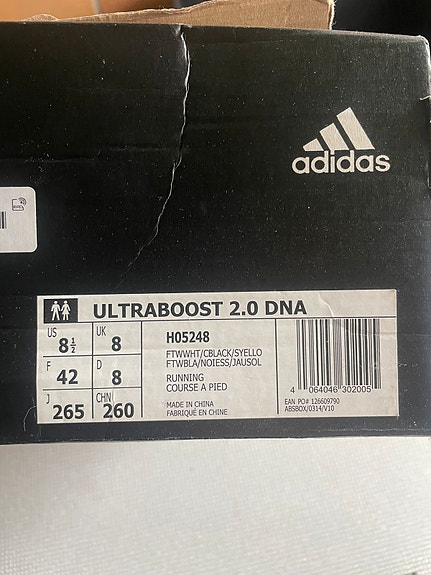 adidas
ULTRABOOST 2.0 DNA
US
8½
UK
8
F
42
D
8
J
265
CHN
260
H05248
FTWWHT/CBLACK/SYELLO
FTWBLA/NOIESS/JAUSOL
RUNNING
COURSE A PIED
MADE IN CHINA
FABRIQUÉ EN CHINE
4 064046 302005
EAN PO# 126609790
ABSBOX/0314/V10